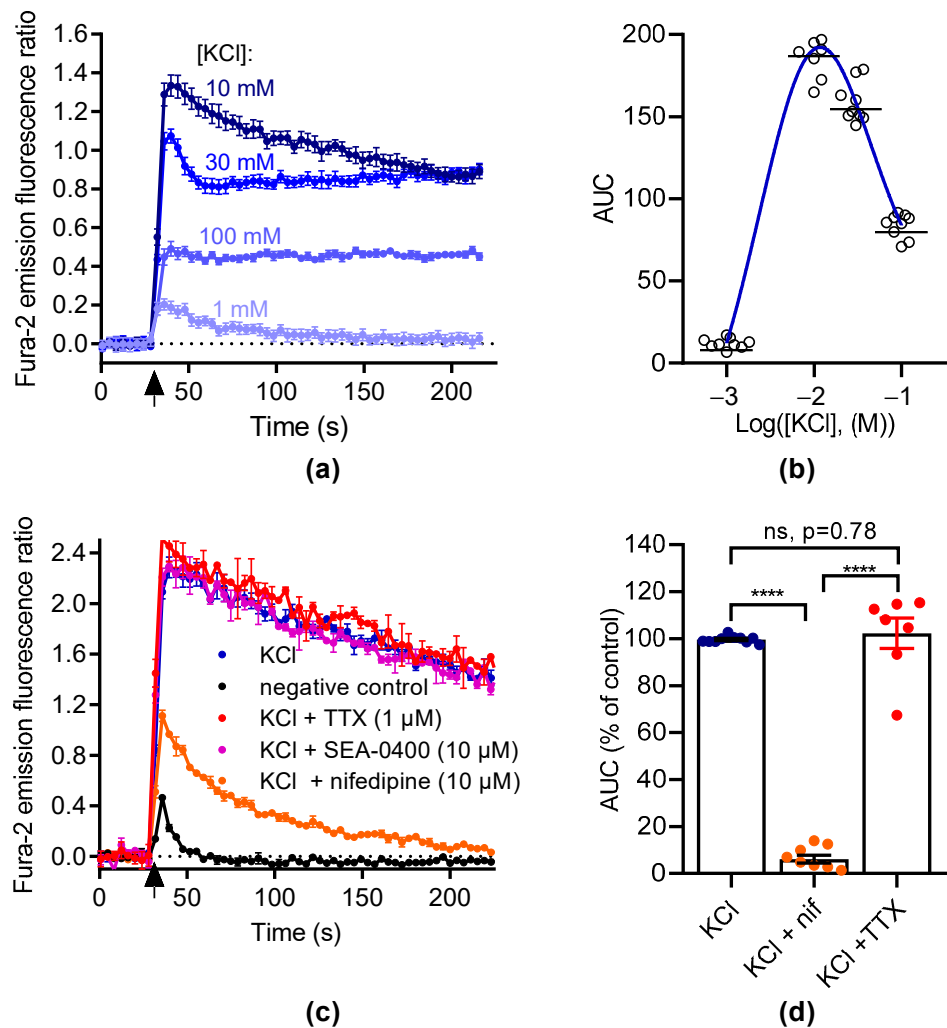 [KCl]:
10 mM
30 mM
100 mM
1 mM
Fura-2 emission fluorescence ratio
1.6
1.4
1.2
1.0
0.8
0.6
0.4
0.2
0.0
0
50
100
150
200
Time (s)
(a)
AUC
200
150
100
50
0
−3
−2
−1
Log([KCl], (M))
(b)
Fura-2 emission fluorescence ratio
2.4
2.0
1.6
1.2
0.8
0.4
0.0
KCl
negative control
KCl + TTX (1 µM)
KCl + SEA-0400 (10 µM)
KCl + nifedipine (10 µM)
0
50
100
150
200
Time (s)
(c)
ns, p=0.78
****
****
AUC (% of control)
140
120
100
80
60
40
20
10
0
KCl
KCl + nif
KCl +TTX
(d)